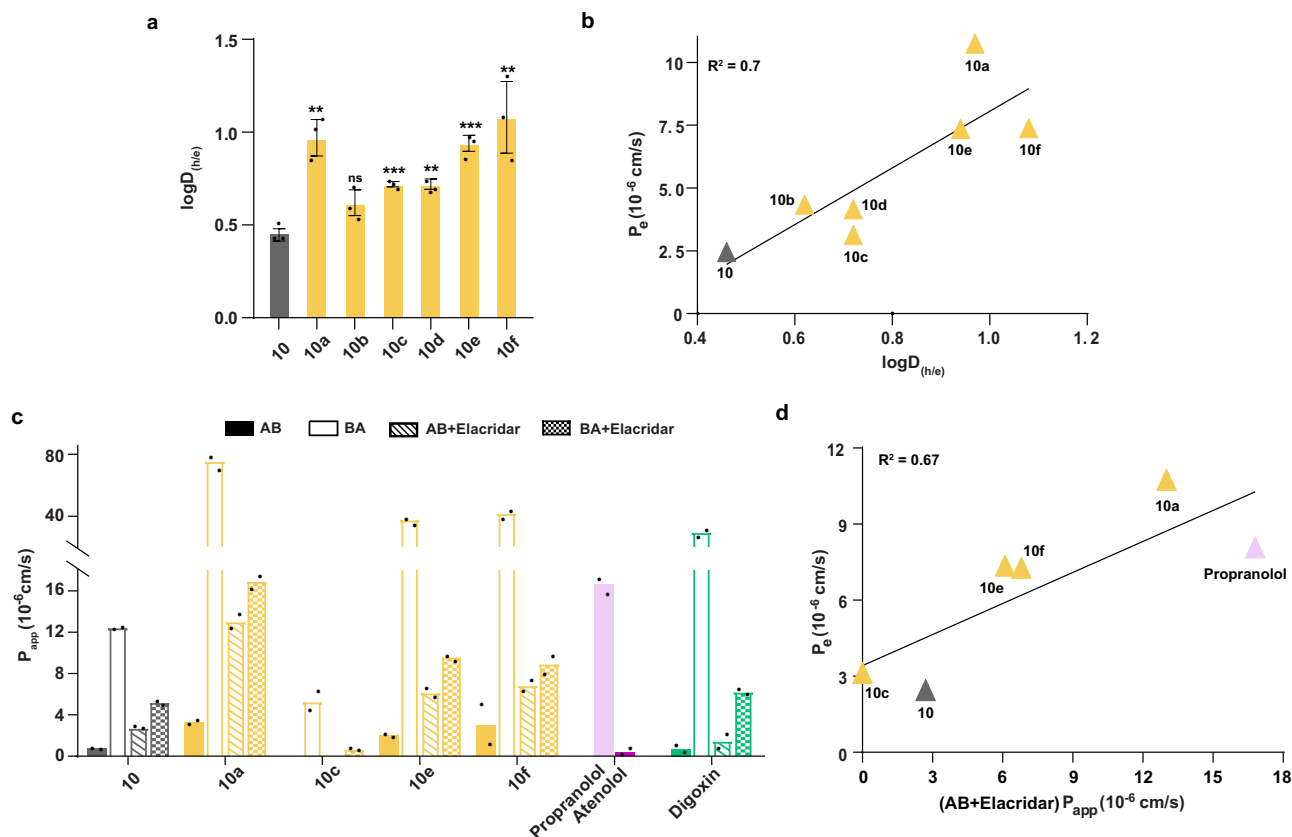 a
logD(h/e)
1.5
1.0
0.5
0.0
**
ns
***
**
***
**
10 10a 10b 10c 10d 10e 10f
b
R² = 0.7
Pe (10⁻⁶ cm/s)
10
7.5
5.0
2.5
0
10a
10e
10f
10b
10d
10c
10
0.4 0.6 0.8 1.0 1.2
logD(h/e)
c
AB BA AB+Elacridar BA+Elacridar
Papp (10⁻⁶cm/s)
80
40
16
12
8
4
0
10 10a 10c 10e 10f Propranolol Atenolol Digoxin
d
R² = 0.67
Pe (10⁻⁶ cm/s)
12
9
6
3
0
10a
10f
10e
Propranolol
10c
10
0 3 6 9 12 15 18
(AB+Elacridar) Papp (10⁻⁶ cm/s)